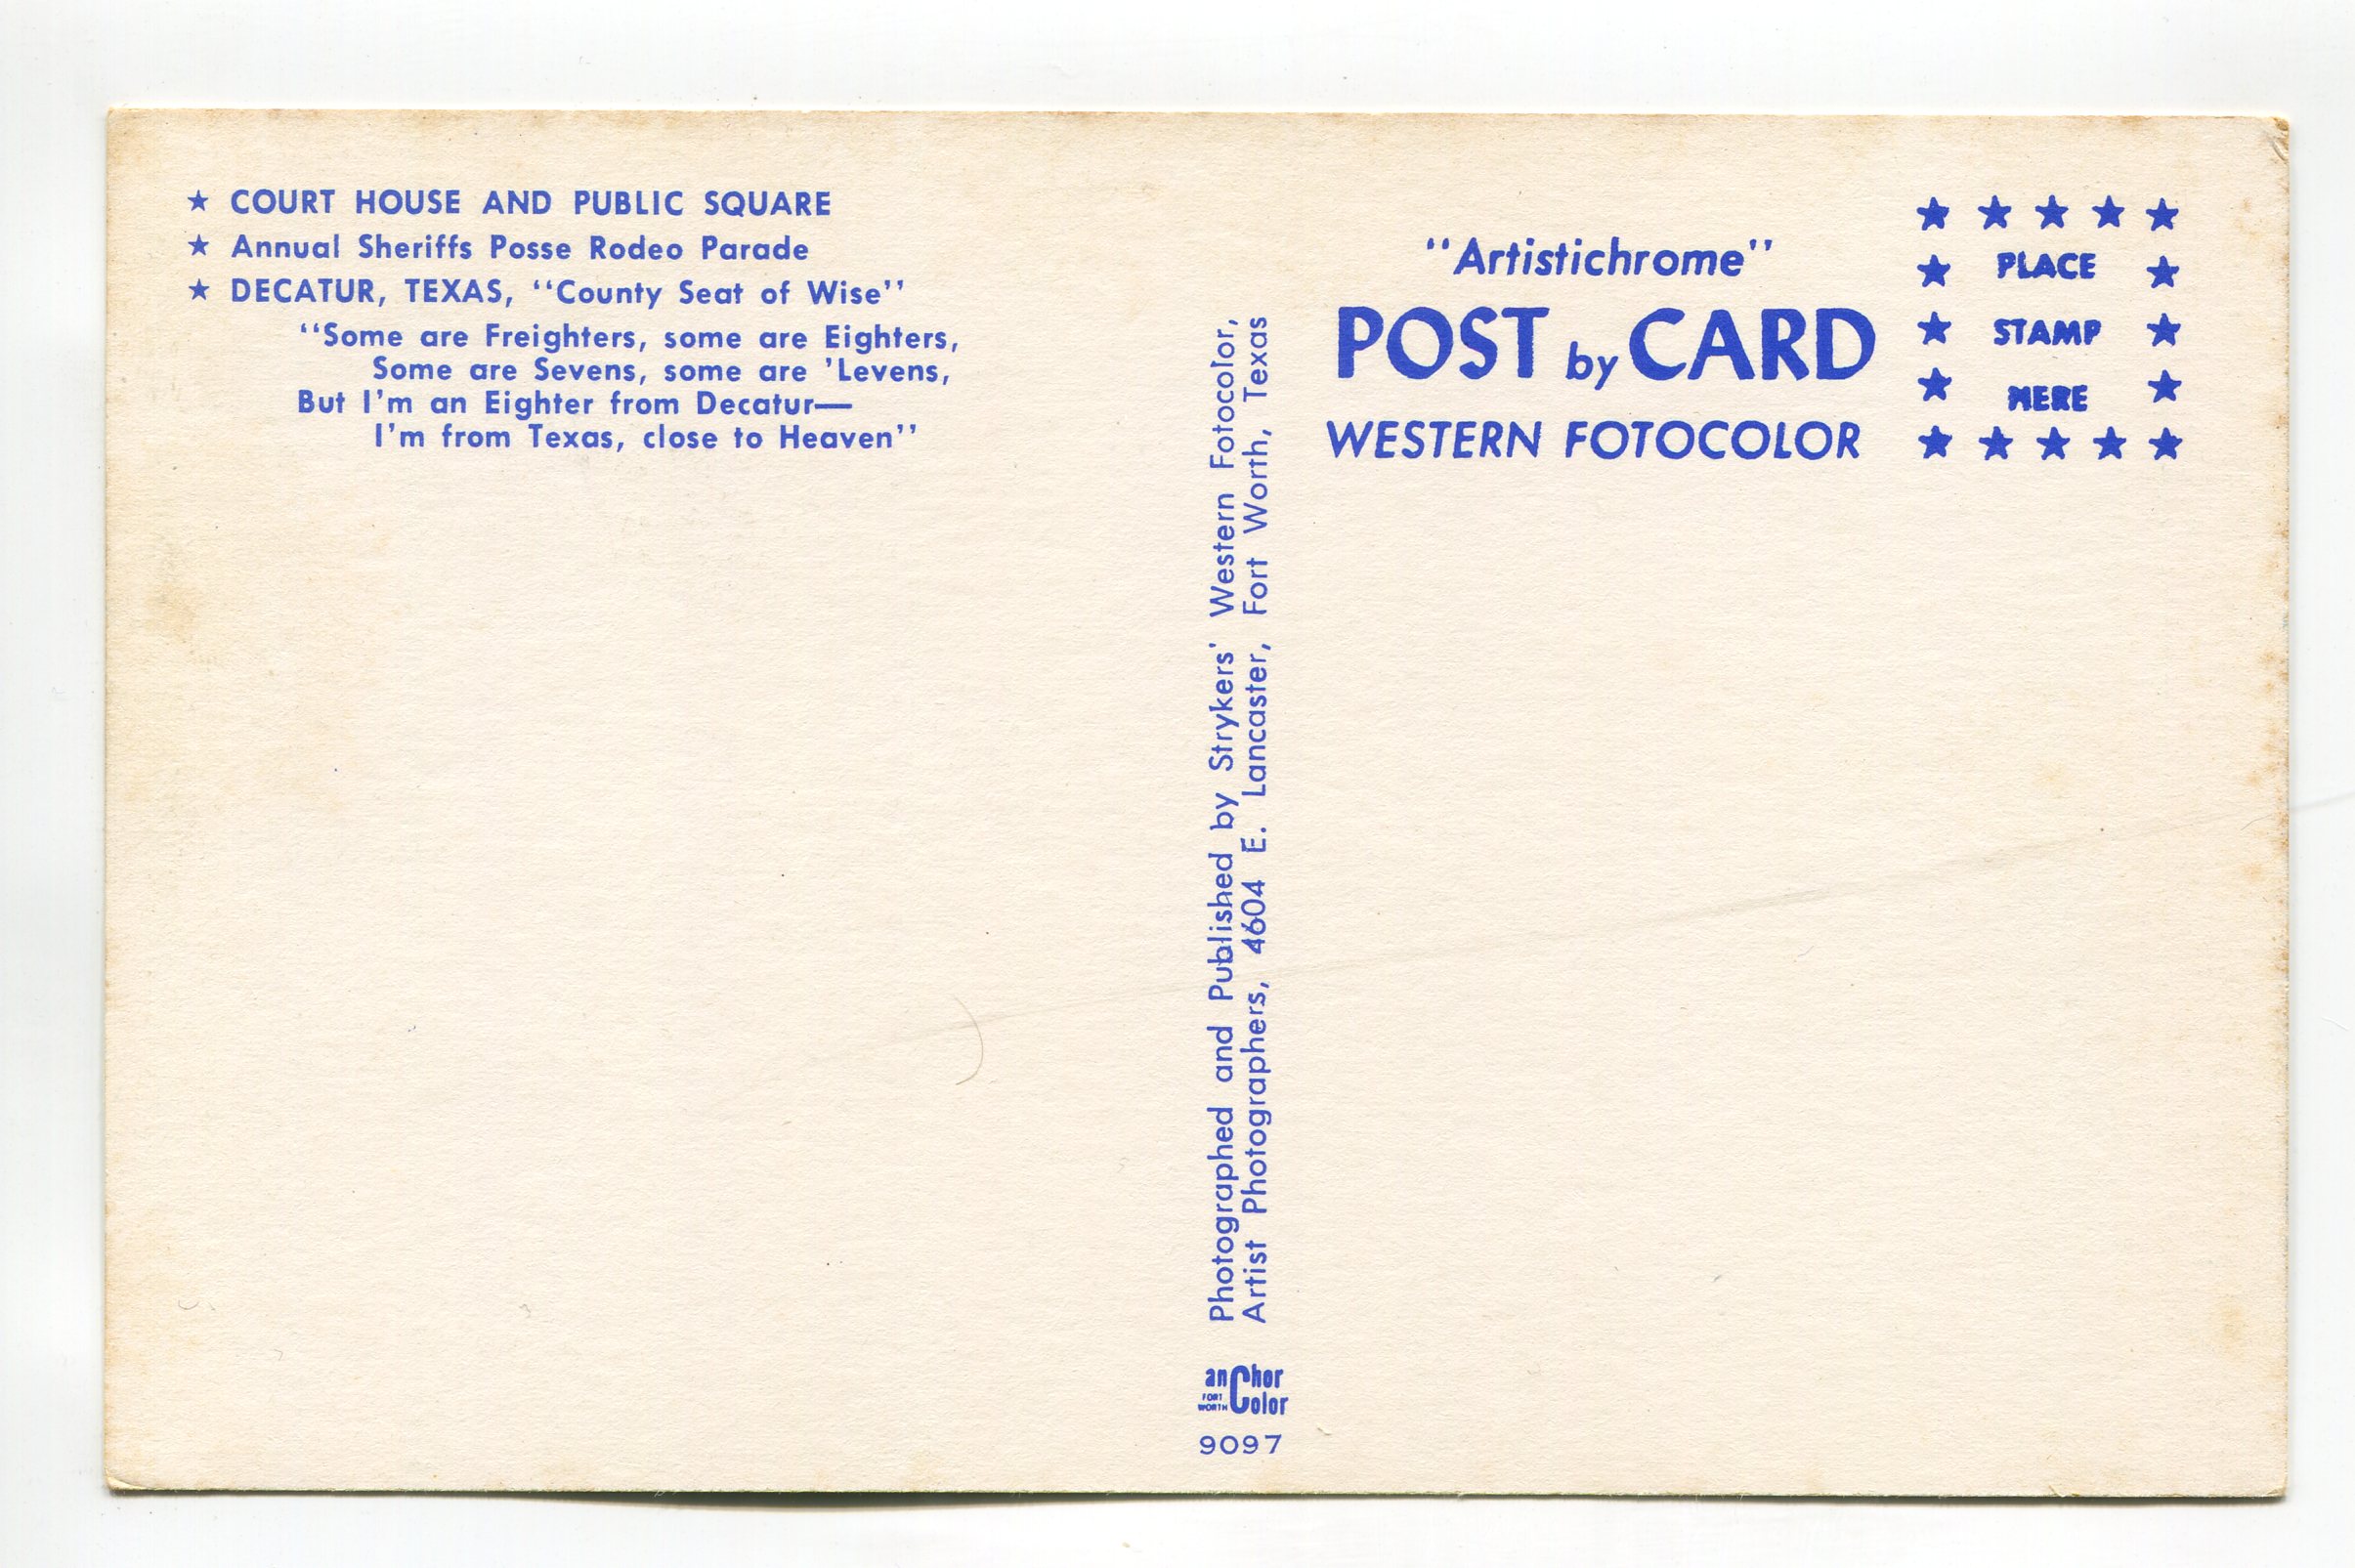 ★ COURT HOUSE AND PUBLIC SQUARE
★ Annual Sheriffs Posse Rodeo Parade
★ DECATUR, TEXAS, "County Seat of Wise"
"Some are Freighters, some are Eighters,
Some are Sevens, some are 'Levens,
But I'm an Eighter from Decatur—
I'm from Texas, close to Heaven"
Photographed and Published by Strykers' Western Fotocolor,
Artist Photographers, 4604 E. Lancaster, Fort Worth, Texas
anChor
FORT
WORTH
Color
9097
"Artistichrome"
POST by CARD
WESTERN FOTOCOLOR
PLACE
STAMP
HERE